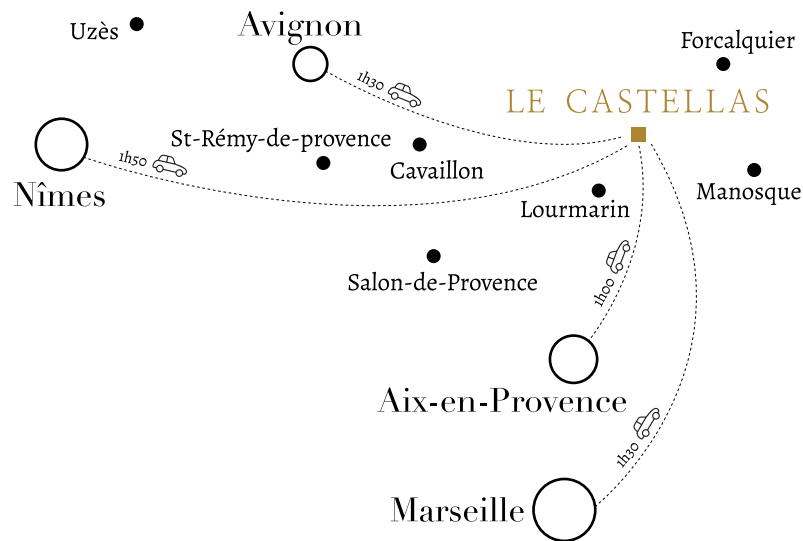 Uzès
Avignon
Forcalquier
1h30
LE CASTELLAS
St-Rémy-de-provence
1h50
Cavaillon
Nîmes
Manosque
Lourmarin
Salon-de-Provence
1h00
Aix-en-Provence
1h30
Marseille